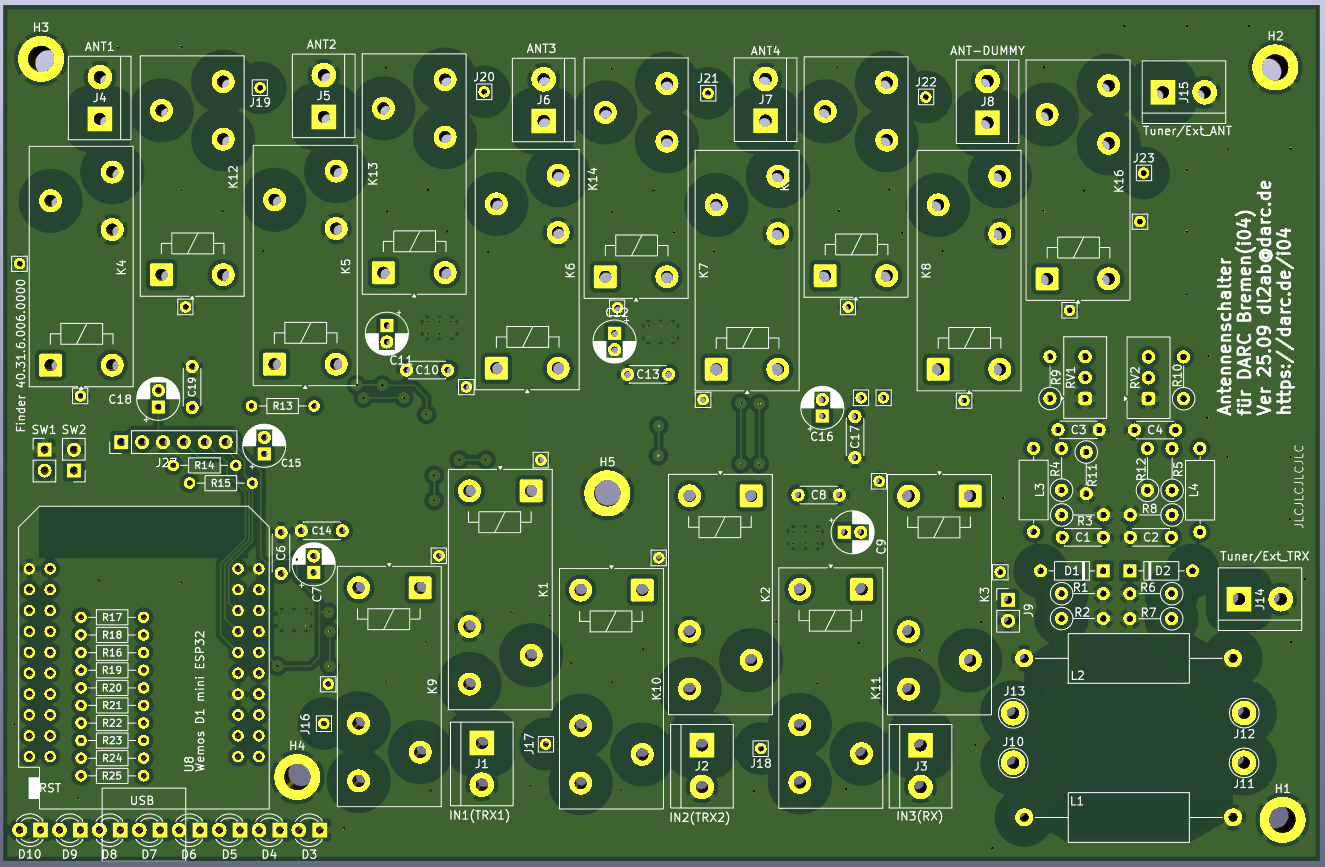 H3
ANT1
ANT2
ANT3
ANT4
ANT-DUMMY
H2
J4
J19
J5
J20
J6
J21
J7
J22
J8
J15
Tuner/Ext_ANT
J23
K12
K13
K14
K16
K4
K5
K6
K7
K8
Antennenschalter
für DARC Bremen(i04)
Ver 25.09 dl2ab@darc.de
https://darc.de/i04
Finder 40.31.6.006.0000
C12
C11
C10
C13
C18
C19
R13
C16
C17
R9
RV1
RV2
R10
SW1
SW2
J27
R14
R15
C15
H5
C3
C4
R4
R11
R12
R5
L3
L4
JLCJLCJLCJLC
C8
C9
R3
R8
C1
C2
C14
C6
C7
Tuner/Ext_TRX
D1
D2
R1
R6
R2
R7
K1
K2
K3
J9
J14
R17
R18
R16
R19
R20
R21
R22
R23
R24
R25
Wemos D1 mini ESP32
U8
K9
K10
K11
L2
J13
J12
J10
J11
J16
J17
J18
H4
J1
J2
J3
H1
L1
RST
USB
IN1(TRX1)
IN2(TRX2)
IN3(RX)
D10
D9
D8
D7
D6
D5
D4
D3